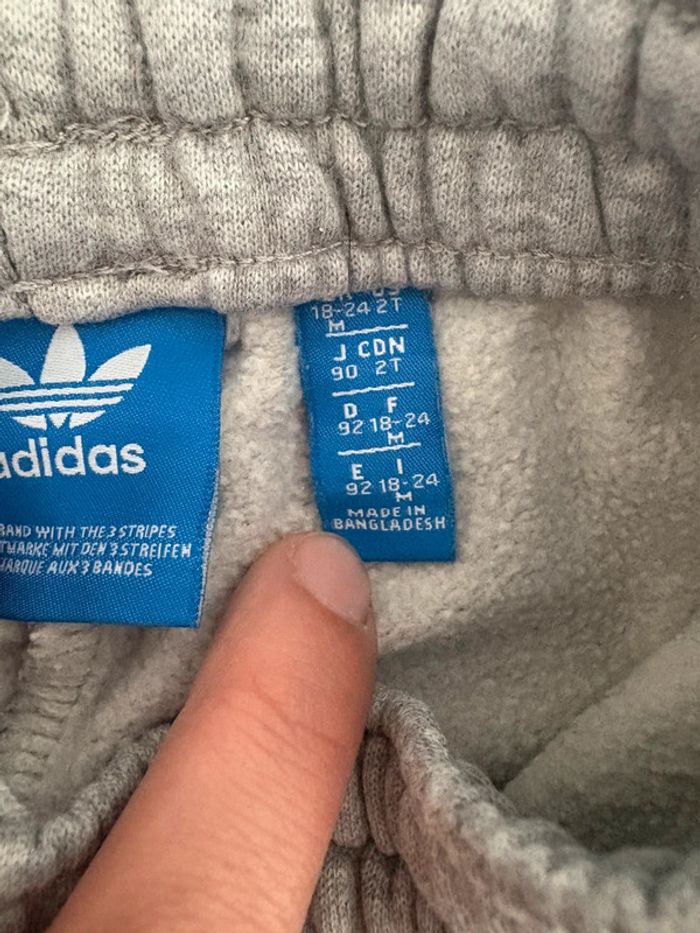 adidas
BRAND WITH THE 3 STRIPES
MIT DEN 3 STREIFEN
MARQUE AUX 3 BANDES
US
18-24 2T
M
J CDN
90 2T
D F
92 18-24
M
E I
92 18-24
M
MADE IN
BANGLADESH